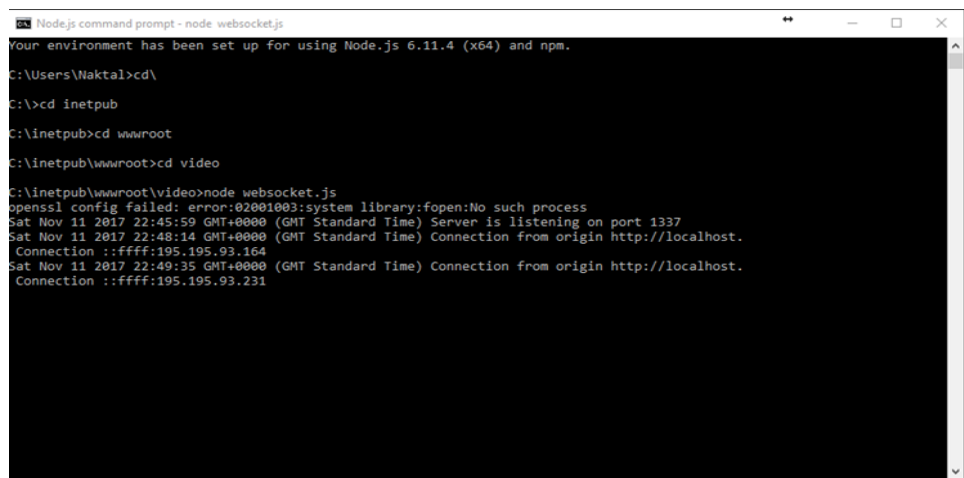 Node.js command prompt - node websocket.js
Your environment has been set up for using Node.js 6.11.4 (x64) and npm.
C:\Users\Naktal>cd\
C:\>cd inetpub
C:\inetpub>cd wwwroot
C:\inetpub\wwwroot>cd video
C:\inetpub\wwwroot\video>node websocket.js
openssl config failed: error:02001003:system library:fopen:No such process
Sat Nov 11 2017 22:45:59 GMT+0000 (GMT Standard Time) Server is listening on port 1337
Sat Nov 11 2017 22:48:14 GMT+0000 (GMT Standard Time) Connection from origin http://localhost.
Connection ::ffff:195.195.93.164
Sat Nov 11 2017 22:49:35 GMT+0000 (GMT Standard Time) Connection from origin http://localhost.
Connection ::ffff:195.195.93.231